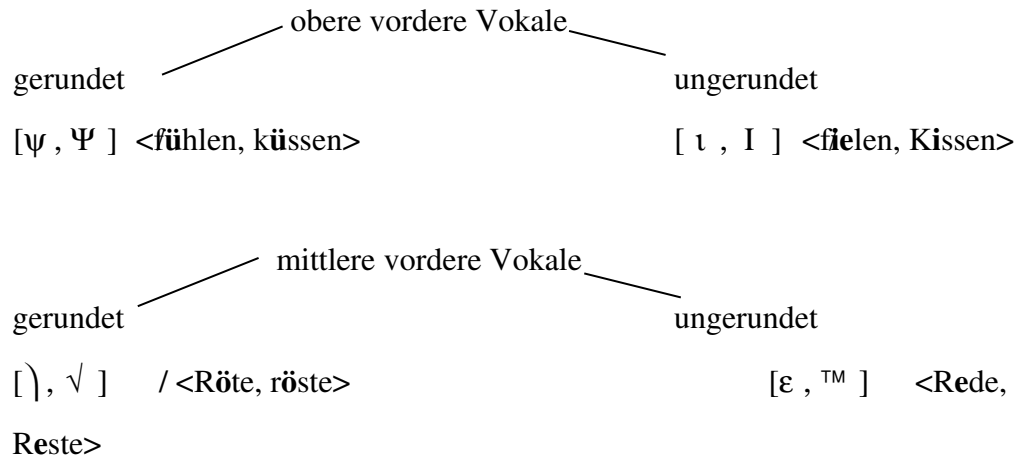 obere vordere Vokale
gerundet ungerundet
[ψ , Ψ ] <fühlen, küssen> [ ι , Ι ] <fielen, Kissen>
mittlere vordere Vokale
gerundet ungerundet
[⎞, √ ] / <Röte, röste> [ε , ™ ] <Rede,
Reste>